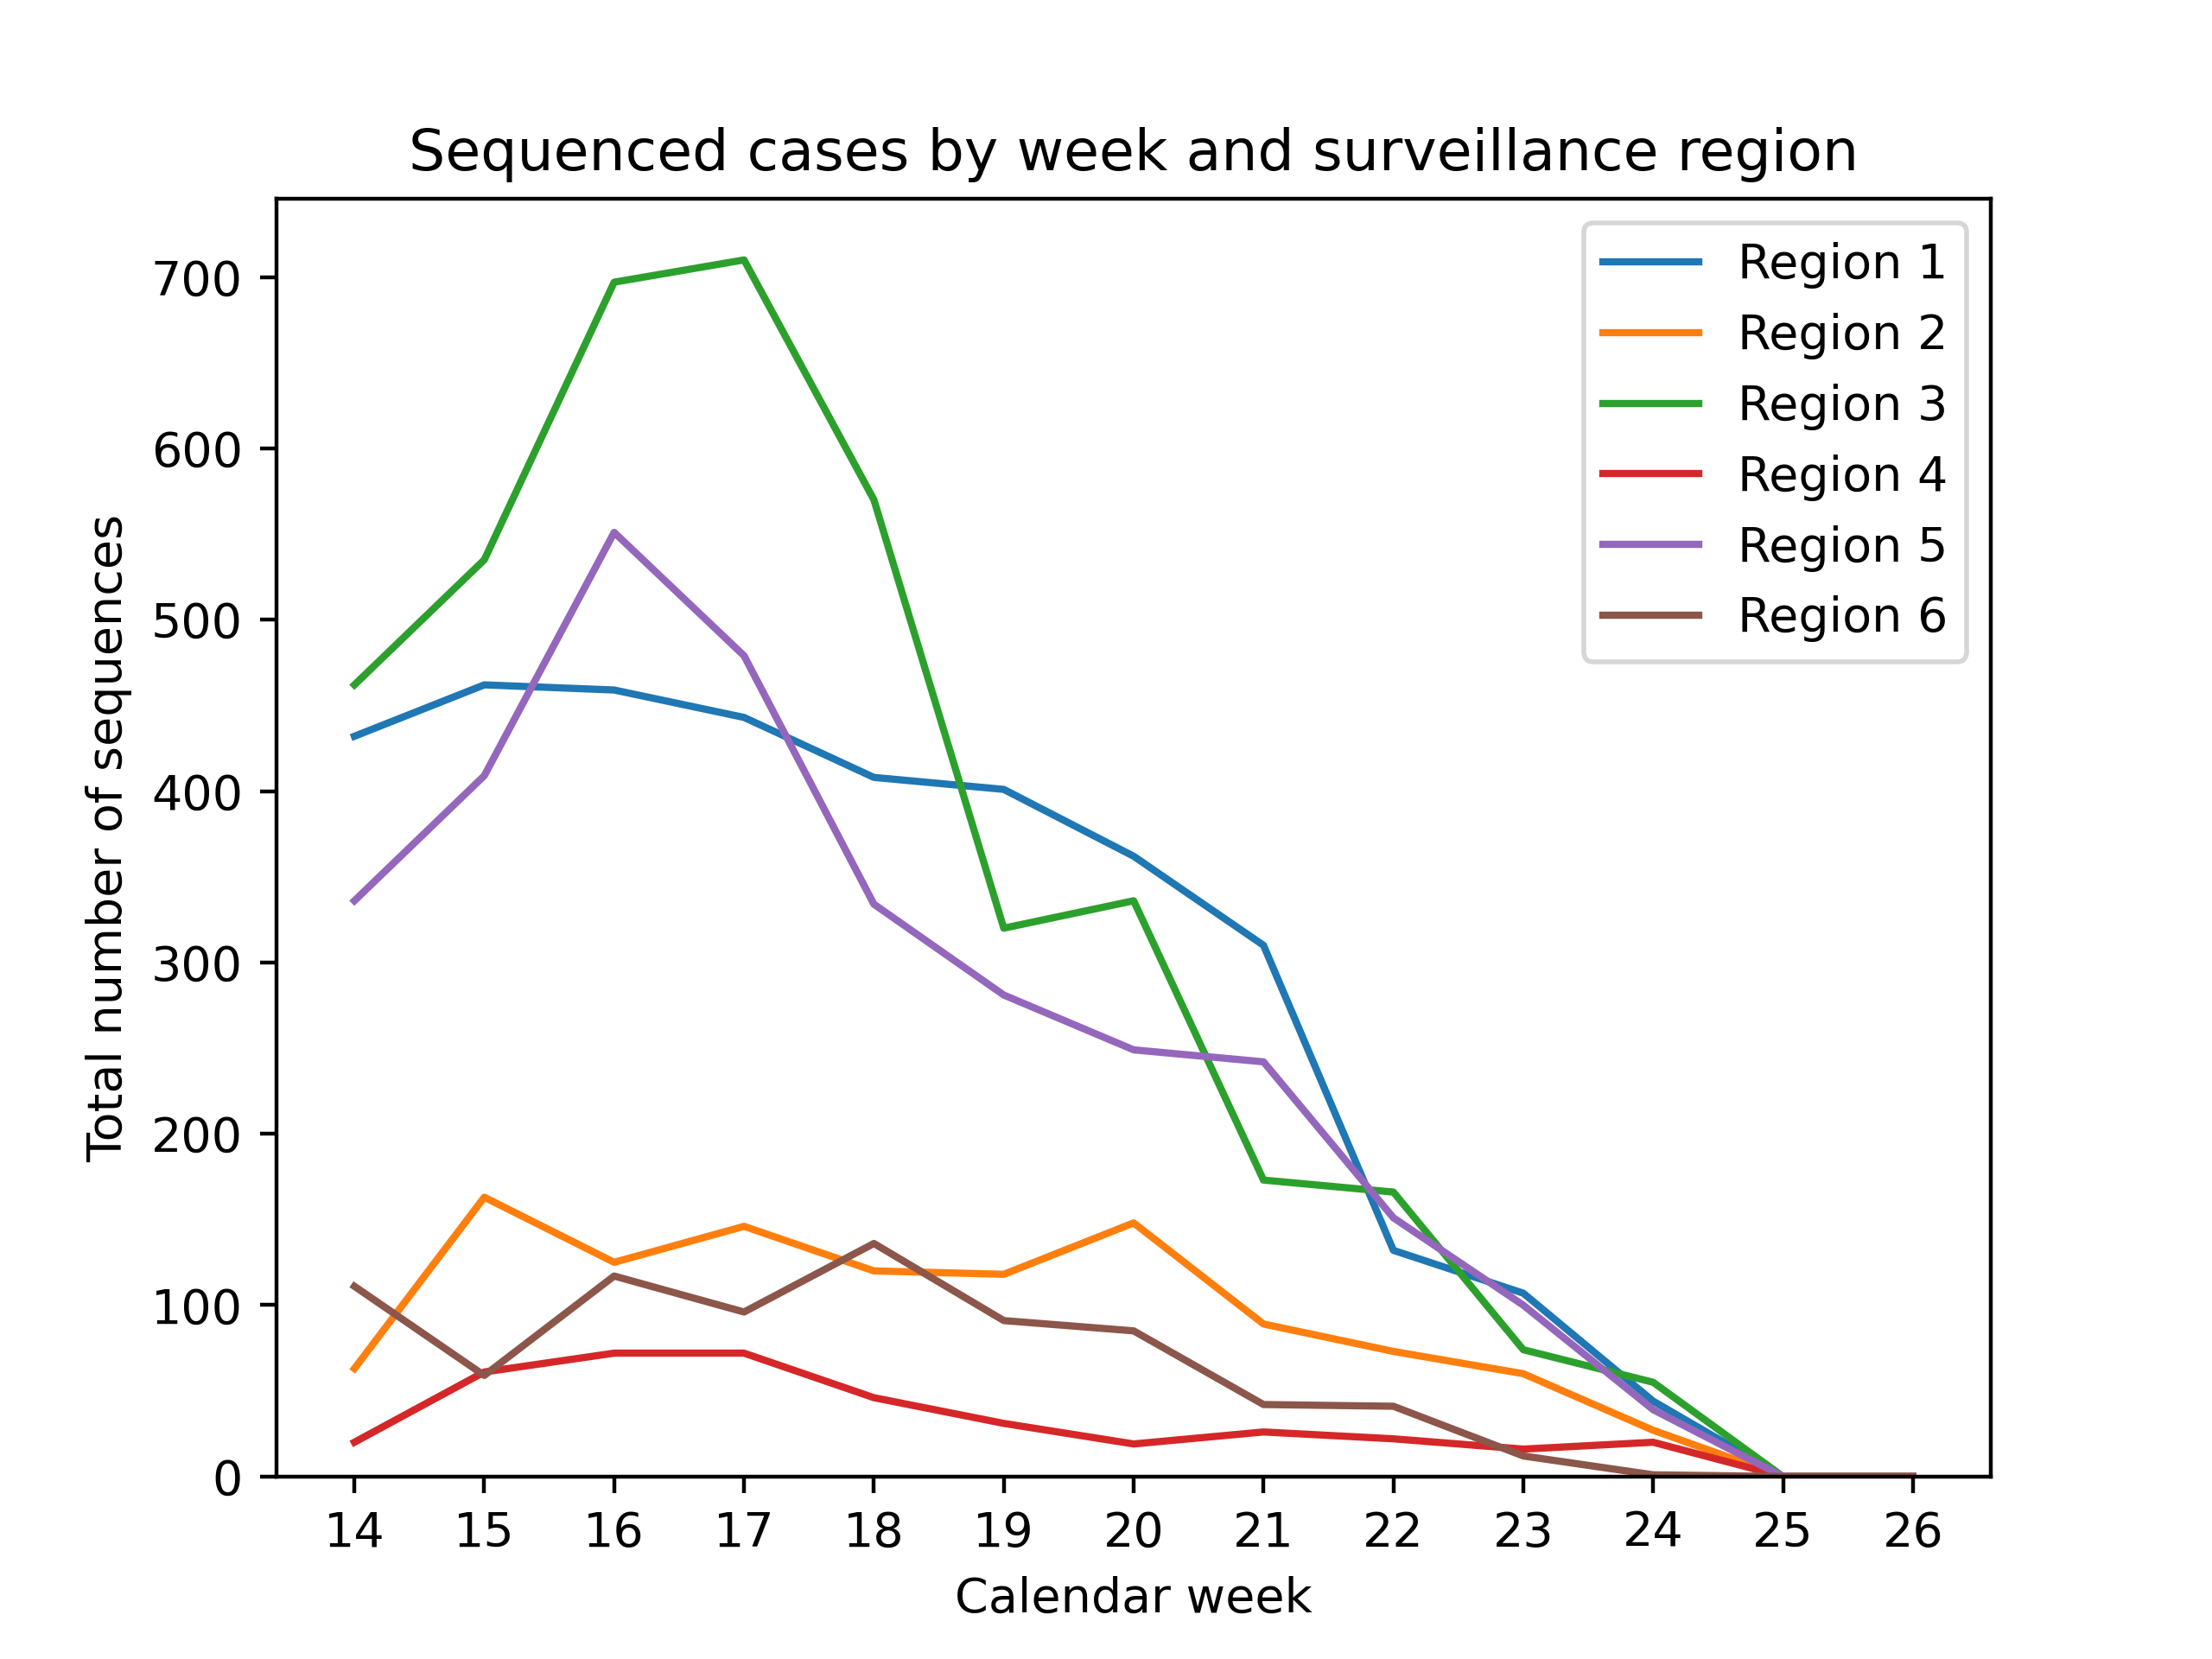 Sequenced cases by week and surveillance region
Region 1
Region 2
Region 3
Region 4
Region 5
Region 6
Total number of sequences
700
600
500
400
300
200
100
0
14 15 16 17 18 19 20 21 22 23 24 25 26
Calendar week